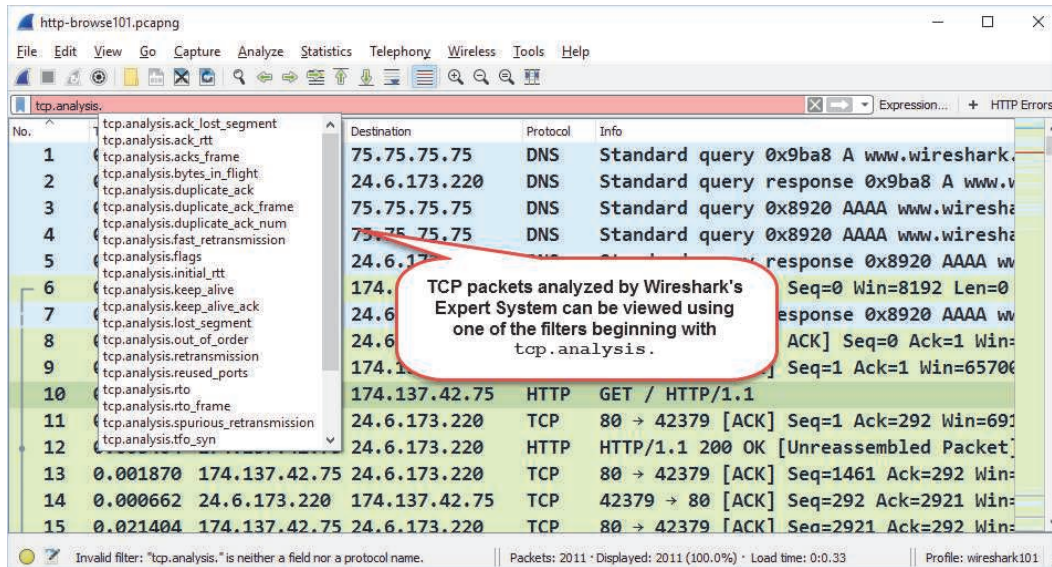 http-browse101.pcapng
File Edit View Go Capture Analyze Statistics Telephony Wireless Tools Help
tcp.analysis. Expression... + HTTP Errors
No. Destination Protocol Info
tcp.analysis.ack_lost_segment
tcp.analysis.ack_rtt
tcp.analysis.acks_frame
tcp.analysis.bytes_in_flight
tcp.analysis.duplicate_ack
tcp.analysis.duplicate_ack_frame
tcp.analysis.duplicate_ack_num
tcp.analysis.fast_retransmission
tcp.analysis.flags
tcp.analysis.initial_rtt
tcp.analysis.keep_alive
tcp.analysis.keep_alive_ack
tcp.analysis.lost_segment
tcp.analysis.out_of_order
tcp.analysis.retransmission
tcp.analysis.reused_ports
tcp.analysis.rto
tcp.analysis.rto_frame
tcp.analysis.spurious_retransmission
tcp.analysis.tfo_syn
1 75.75.75.75 DNS Standard query 0x9ba8 A www.wireshark.
2 24.6.173.220 DNS Standard query response 0x9ba8 A www.
3 75.75.75.75 DNS Standard query 0x8920 AAAA www.wiresha
4 75.75.75.75 DNS Standard query 0x8920 AAAA www.wiresha
5 24.6.17 response 0x8920 AAAA
6 174. Seq=0 Win=8192 Len=0
7 24.6 esponse 0x8920 AAAA
8 24.6 ACK] Seq=0 Ack=1 Win=
9 174.1 Seq=1 Ack=1 Win=65700
TCP packets analyzed by Wireshark's
Expert System can be viewed using
one of the filters beginning with
tcp.analysis.
10 174.137.42.75 HTTP GET / HTTP/1.1
11 24.6.173.220 TCP 80 → 42379 [ACK] Seq=1 Ack=292 Win=691
12 24.6.173.220 HTTP HTTP/1.1 200 OK [Unreassembled Packet]
13 0.001870 174.137.42.75 24.6.173.220 TCP 80 → 42379 [ACK] Seq=1461 Ack=292 Win=
14 0.000662 24.6.173.220 174.137.42.75 TCP 42379 → 80 [ACK] Seq=292 Ack=2921 Win=
15 0.021404 174.137.42.75 24.6.173.220 TCP 80 → 42379 [ACK] Seq=2921 Ack=292 Win=
Invalid filter: "tcp.analysis." is neither a field nor a protocol name. Packets: 2011 · Displayed: 2011 (100.0%) · Load time: 0:0.33 Profile: wireshark101